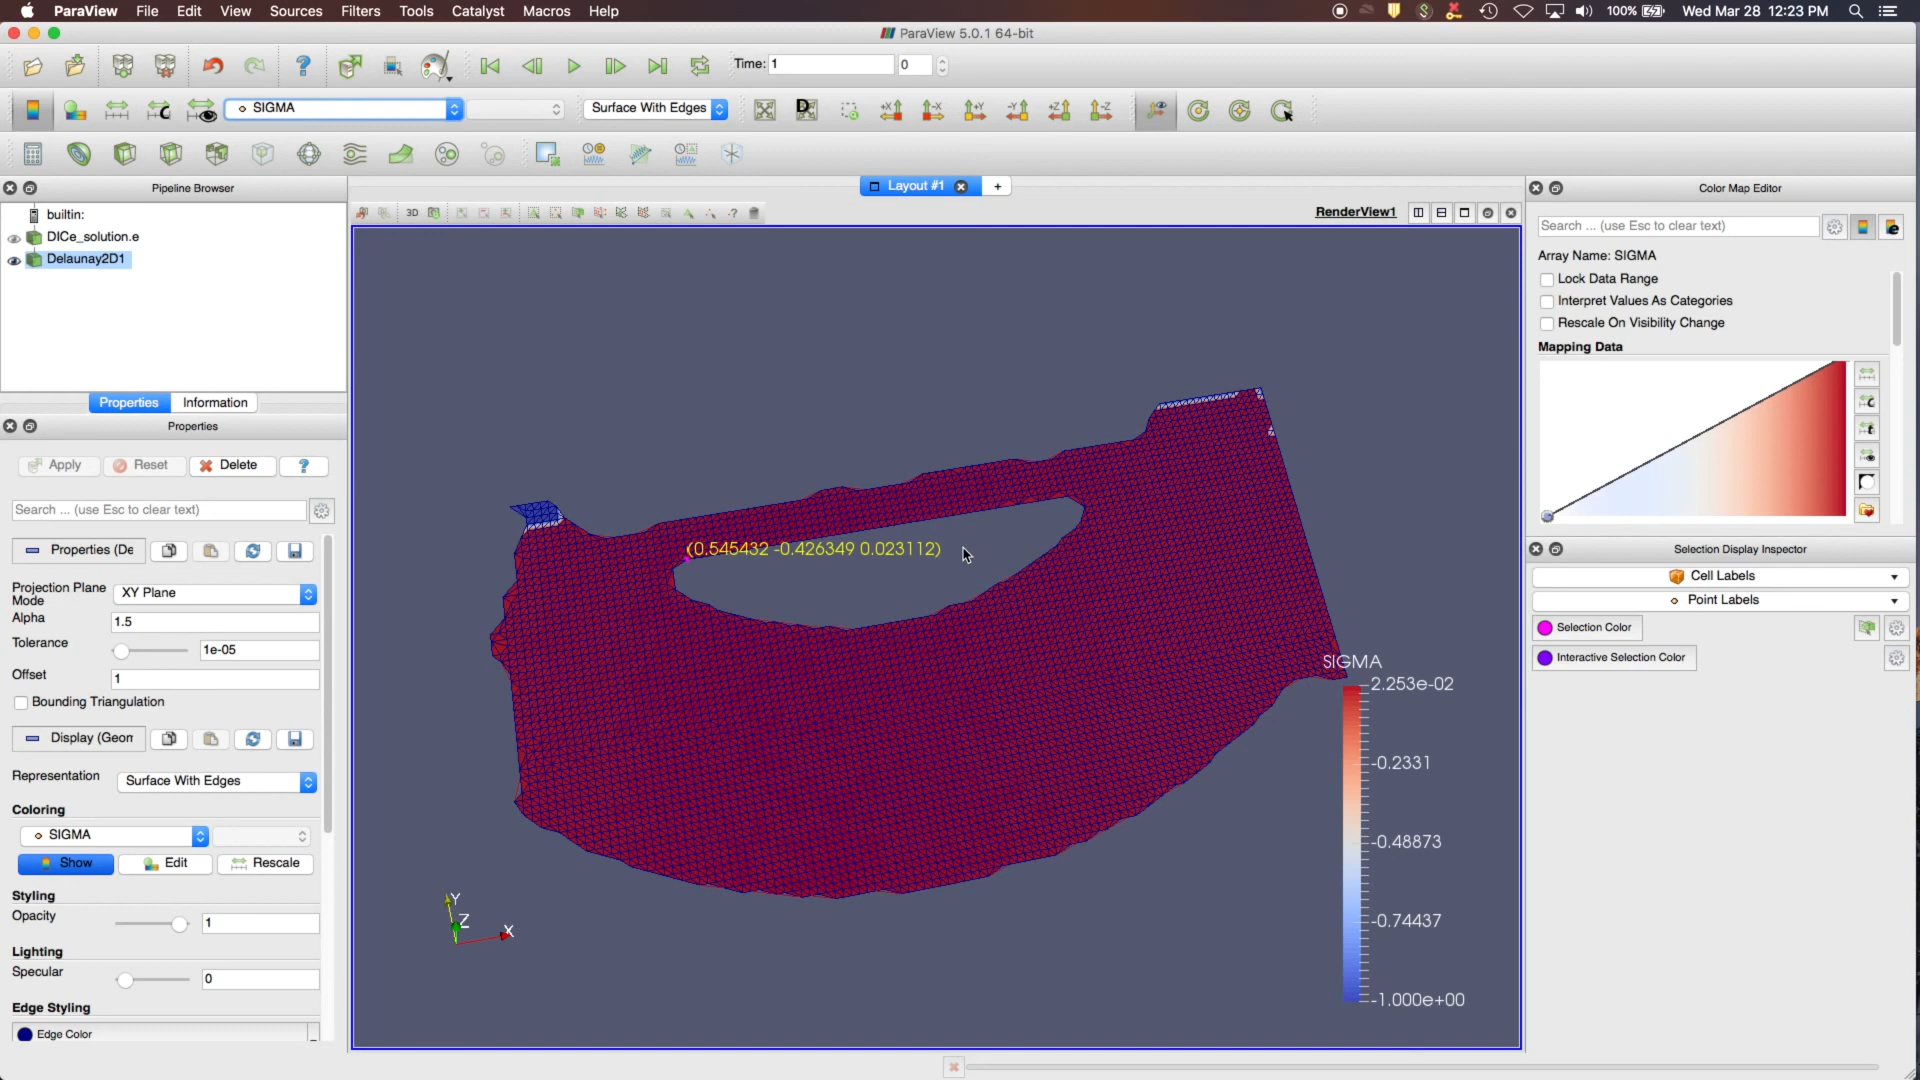 ParaView File Edit View Sources Filters Tools Catalyst Macros Help
100% Wed Mar 28 12:23 PM
ParaView 5.0.1 64-bit
Time: 1 0
SIGMA Surface With Edges
Pipeline Browser
Layout #1
+
Color Map Editor
3D
RenderView1
builtin:
DICe_solution.e
Delaunay2D1
Search ... (use Esc to clear text)
Array Name: SIGMA
Lock Data Range
Interpret Values As Categories
Rescale On Visibility Change
Mapping Data
Properties Information
Properties
Apply Reset Delete ?
Search ... (use Esc to clear text)
Properties (De
Projection Plane Mode XY Plane
Alpha 1.5
Tolerance 1e-05
Offset 1
Bounding Triangulation
Display (Geon
Representation Surface With Edges
Coloring
SIGMA
Show Edit Rescale
Styling
Opacity 1
Lighting
Specular 0
Edge Styling
Edge Color
(0.545432 -0.426349 0.023112)
SIGMA
2.253e-02
-0.2331
-0.48873
-0.74437
-1.000e+00
Y
Z
X
Selection Display Inspector
Cell Labels
Point Labels
Selection Color
Interactive Selection Color